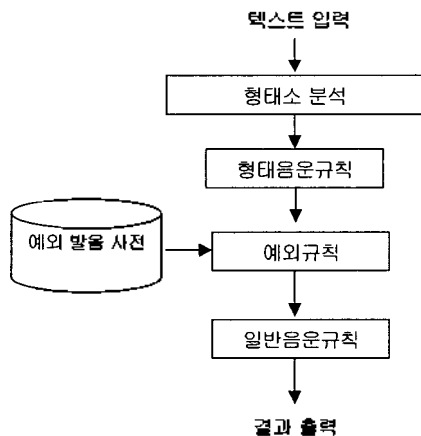 텍스트 입력
형태소 분석
형태음운규칙
예외 발음 사전
예외규칙
일반음운규칙
결과 출력